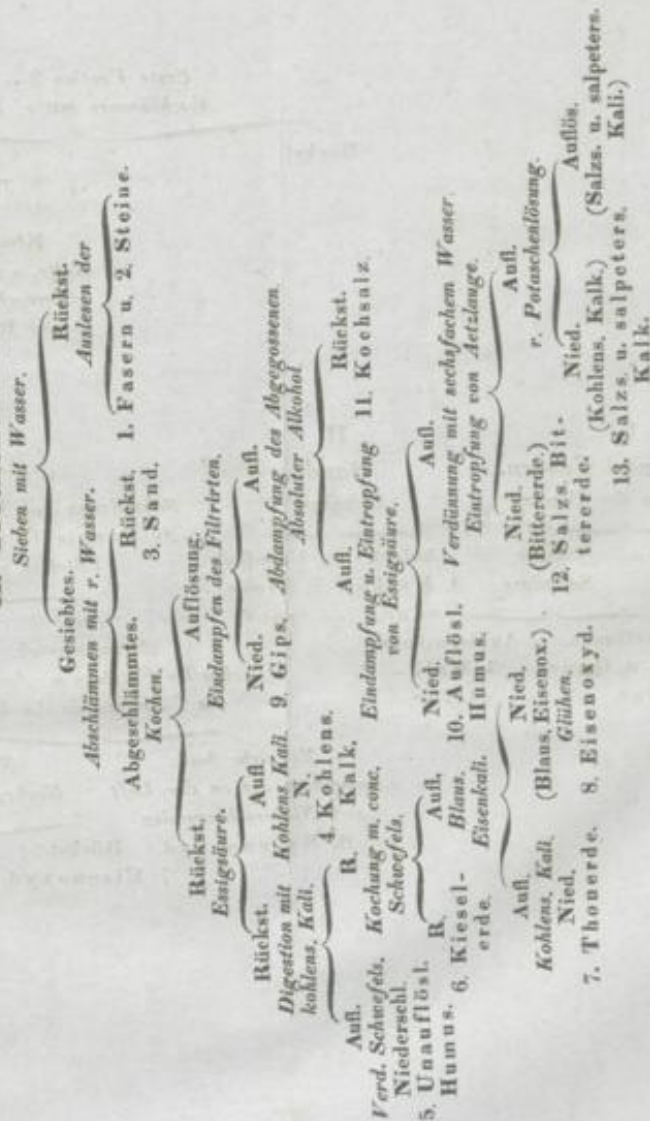 Sieben mit Wasser.
Gesiebtes. Rückst.
Abschlämmen mit r. Wasser. Auslesen der
Abgeschlämmtes. Rückst. 1. Fasern u. 2. Steine.
Kochen. 3. Sand.
Rückst. Auflösung.
Essigsäure. Eindampfen des Filtrirten.
Rückst. Aufl. Nied. Aufl.
Digestion mit Kohlens. Kali. 9. Gips. Abdampfung des Abgegossenen.
kohlens. Kali. N. Absoluter Alkohol.
4. Kohlens.
R. Kalk. Aufl. Rückst.
Aufl. Kochung m. conc. Eindampfung u. Eintropfung 11. Kochsalz.
Verd. Schwefels. Schwefels. von Essigsäure.
Niederschl. R. Aufl. Nied. Aufl.
5. Unauflösl. 6. Kiesel- Blaus. 10. Auflösl. Verdünnung mit sechsfachem Wasser.
Humus. erde. Eisenkali. Humus. Eintropfung von Aetzlauge.
Aufl. Nied. Nied. Aufl.
Kohlens. Kali. (Blaus. Eisenox.) (Bittererde.) r. Potaschenlösung.
Nied. Glühen. 12. Salzs. Bit- Nied. Auflös.
7. Thonerde. 8. Eisenoxyd. tererde. (Kohlens. Kalk.) (Salzs. u. salpeters.
13. Salzs. u. salpeters. Kali.)
Kalk.